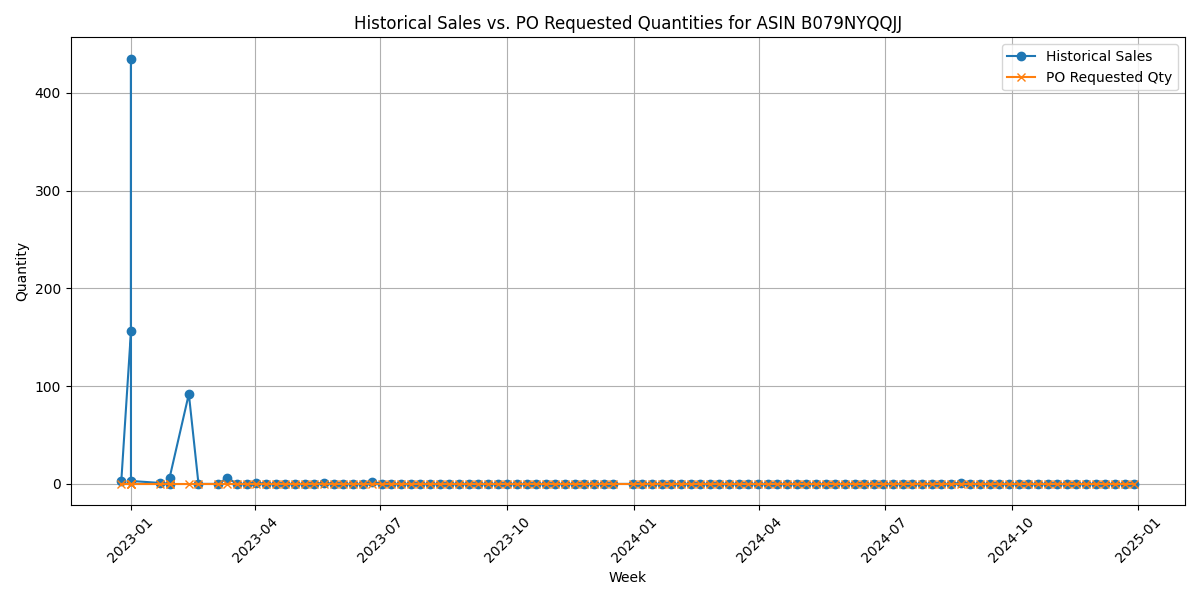 Historical Sales vs. PO Requested Quantities for ASIN B079NYQQJJ
Historical Sales
PO Requested Qty
Quantity
400
300
200
100
0
2023-01
2023-04
2023-07
2023-10
2024-01
2024-04
2024-07
2024-10
2025-01
Week